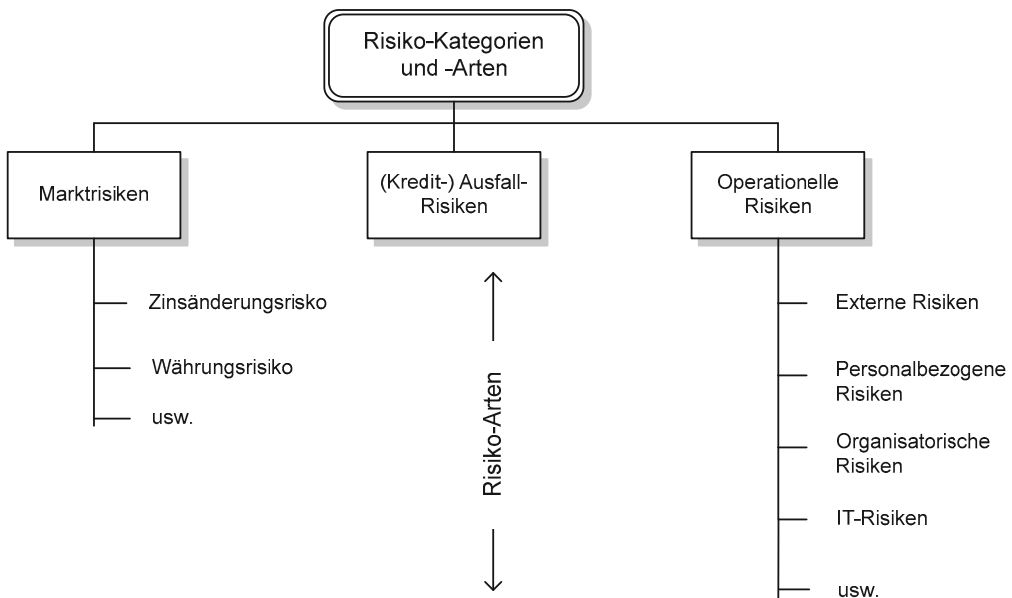 Risiko-Kategorien
und -Arten
Marktrisiken
(Kredit-) Ausfall-
Risiken
Operationelle
Risiken
Zinsänderungsrisko
Währungsrisiko
usw.
Risiko-Arten
Externe Risiken
Personalbezogene
Risiken
Organisatorische
Risiken
IT-Risiken
usw.